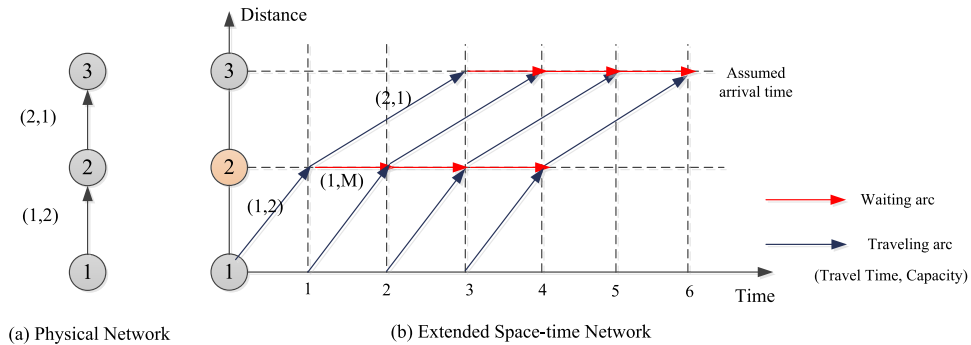 Distance
3
3
(2,1)
Assumed
arrival time
(2,1)
2
2
(1,M)
(1,2)
(1,2)
Waiting arc
Traveling arc
1
1
(Travel Time, Capacity)
1 2 3 4 5 6
Time
(a) Physical Network
(b) Extended Space-time Network